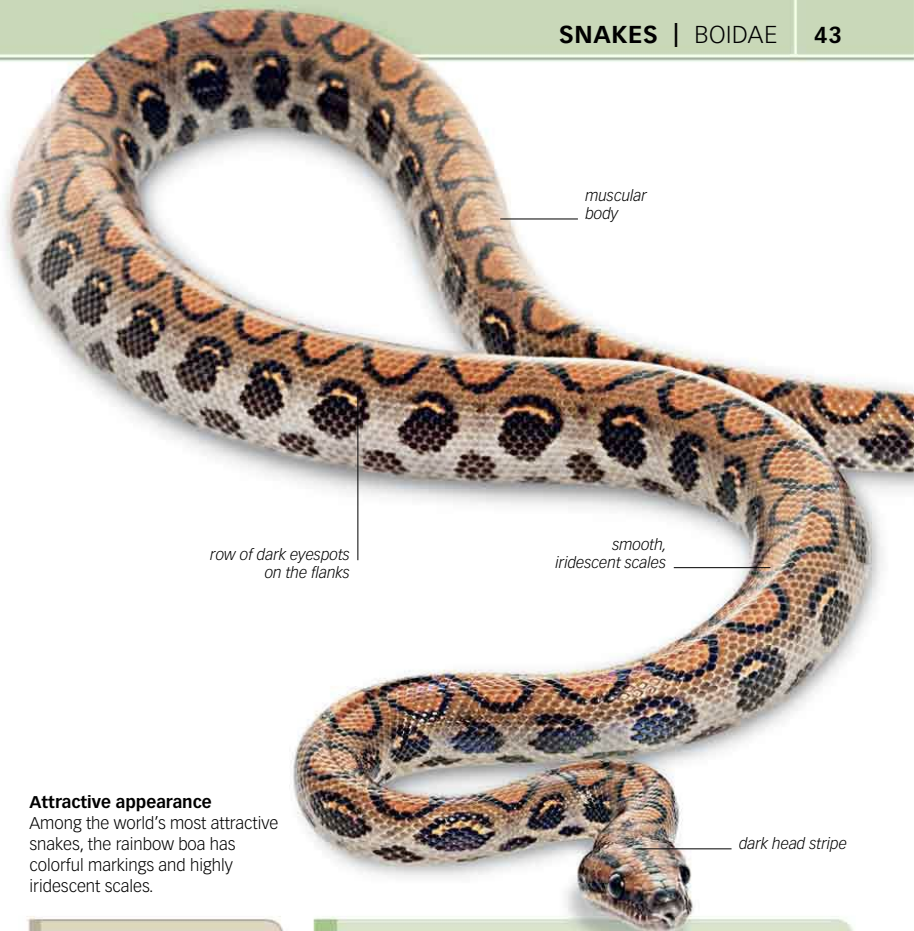 SNAKES | BOIDAE 43
muscular
body
row of dark eyespots
on the flanks
smooth,
iridescent scales
Attractive appearance
Among the world's most attractive
snakes, the rainbow boa has
colorful markings and highly
iridescent scales.
dark head stripe